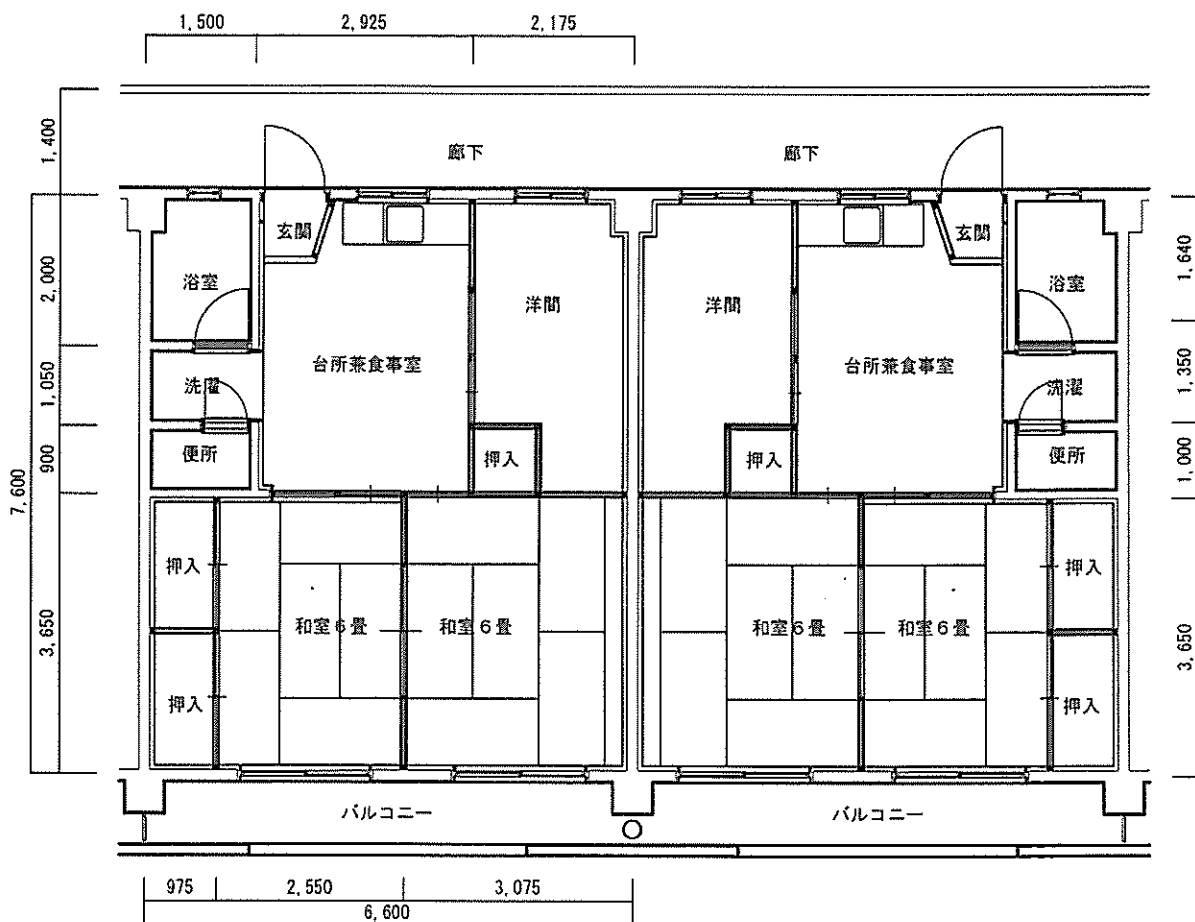 1,500 2,925 2,175
1,400
廊下 廊下
玄関 玄関
浴室 洋間 洋間 浴室
2,000 1,640
台所兼食事室 台所兼食事室
洗濯 洗濯
1,050 1,350
便所 押入 押入 便所
900 1,000
7,600
押入 押入
和室6畳 和室6畳 和室6畳 和室6畳
3,650 3,650
押入 押入
バルコニー バルコニー
975 2,550 3,075
6,600